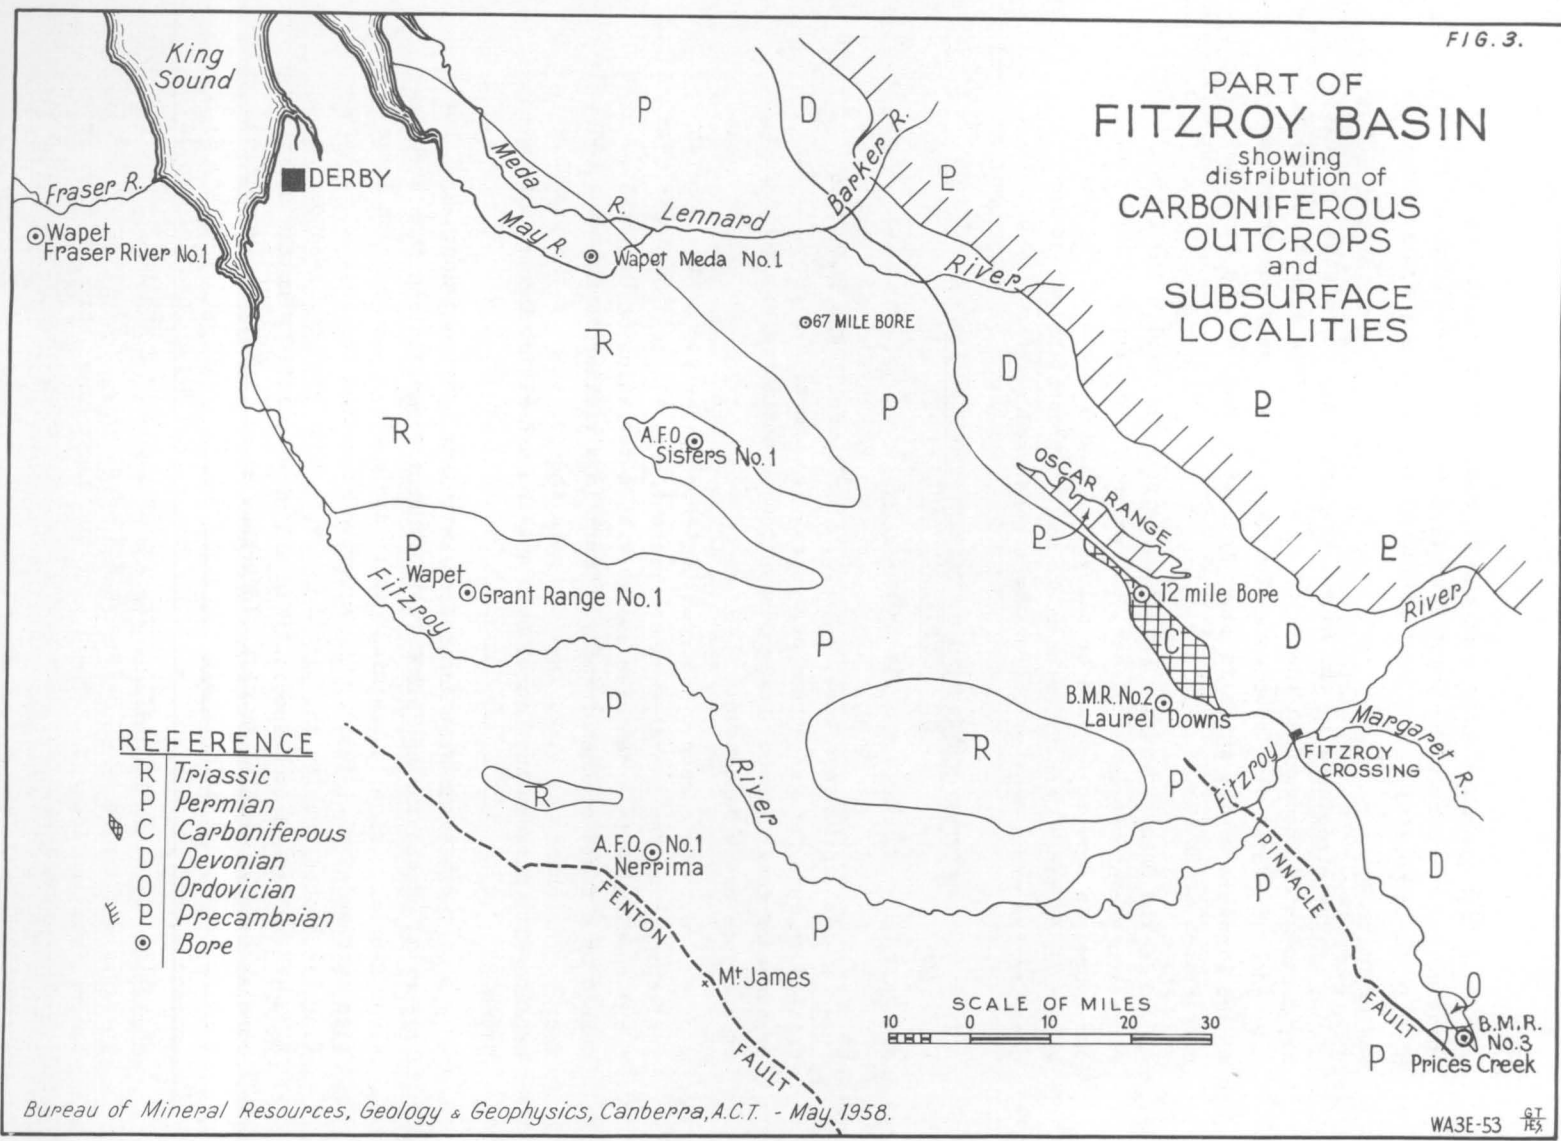 FIG. 3.
PART OF
FITZROY BASIN
showing
distribution of
CARBONIFEROUS
OUTCROPS
and
SUBSURFACE
LOCALITIES
King
Sound
P
D
Barker R.
P
DERBY
Meda
R.
Lennard
River
Fraser R.
Wapet
Fraser River No.1
May R.
Wapet Meda No.1
67 MILE BORE
R
D
P
P
R
A.F.O
Sisters No.1
OSCAR RANGE
P
P
P
Wapet
Grant Range No.1
Fitzroy
12 mile Bore
River
P
C
D
P
B.M.R. No.2
Laurel Downs
Margaret R.
R
River
P
Fitzroy
FITZROY
CROSSING
REFERENCE
R Triassic
P Permian
C Carboniferous
D Devonian
O Ordovician
P Precambrian
Bore
R
A.F.O. No.1
Nerrima
FENTON
FAULT
Mt. James
P
P
PINNACLE
FAULT
D
O
B.M.R.
No.3
Prices Creek
P
SCALE OF MILES
10 0 10 20 30
Bureau of Mineral Resources, Geology & Geophysics, Canberra, A.C.T. - May, 1958.
WA3E-53